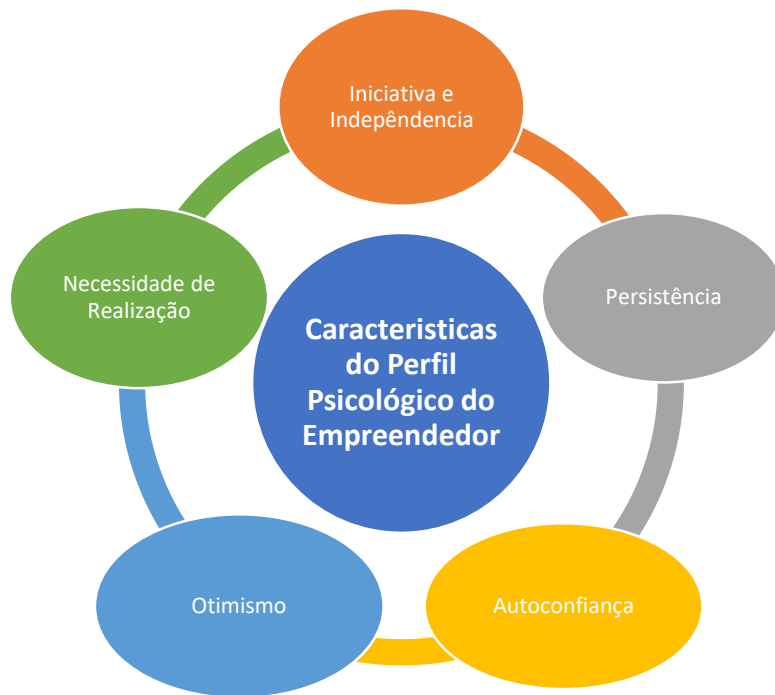 Iniciativa e
Indepêndencia
Necessidade de
Realização
Persistência
Caracteristicas
do Perfil
Psicológico do
Empreendedor
Otimismo
Autoconfiança